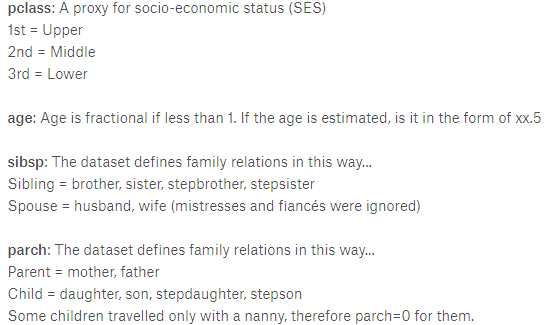 pclass: A proxy for socio-economic status (SES)
1st = Upper
2nd = Middle
3rd = Lower
age: Age is fractional if less than 1. If the age is estimated, is it in the form of xx.5
sibsp: The dataset defines family relations in this way...
Sibling = brother, sister, stepbrother, stepsister
Spouse = husband, wife (mistresses and fiancés were ignored)
parch: The dataset defines family relations in this way...
Parent = mother, father
Child = daughter, son, stepdaughter, stepson
Some children travelled only with a nanny, therefore parch=0 for them.